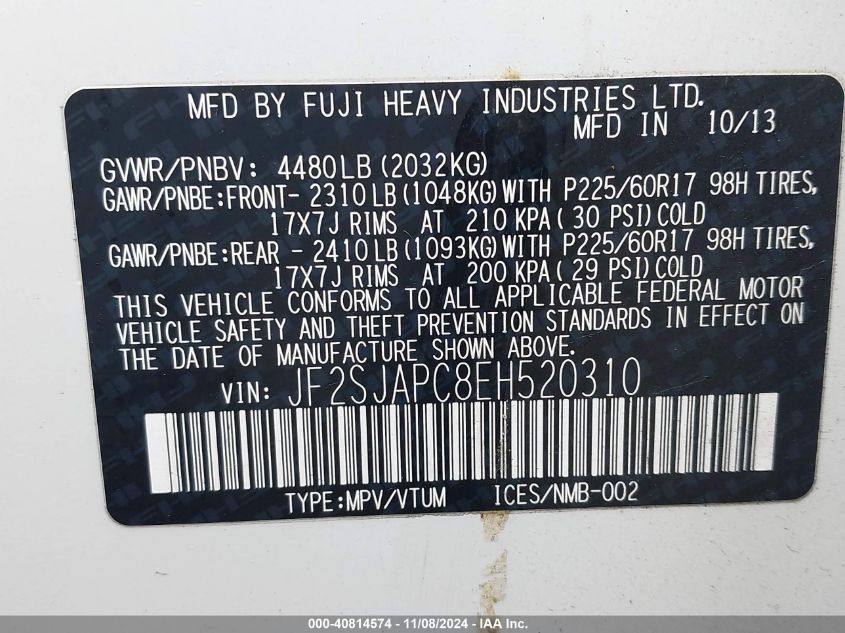 MFD BY FUJI HEAVY INDUSTRIES LTD.
MFD IN 10/13
GVWR/PNBV: 4480LB(2032KG)
GAWR/PNBE:FRONT- 2310LB(1048KG)WITH P225/60R17 98H TIRES,
17X7J RIMS AT 210 KPA( 30 PSI)COLD
GAWR/PNBE:REAR - 2410LB(1093KG)WITH P225/60R17 98H TIRES,
17X7J RIMS AT 200 KPA( 29 PSI)COLD
THIS VEHICLE CONFORMS TO ALL APPLICABLE FEDERAL MOTOR
VEHICLE SAFETY AND THEFT PREVENTION STANDARDS IN EFFECT ON
THE DATE OF MANUFACTURE SHOWN ABOVE.
VIN: JF2SJAPC8EH520310
TYPE:MPV/VTUM ICES/NMB-002
000-40814574 - 11/08/2024 - IAA Inc.